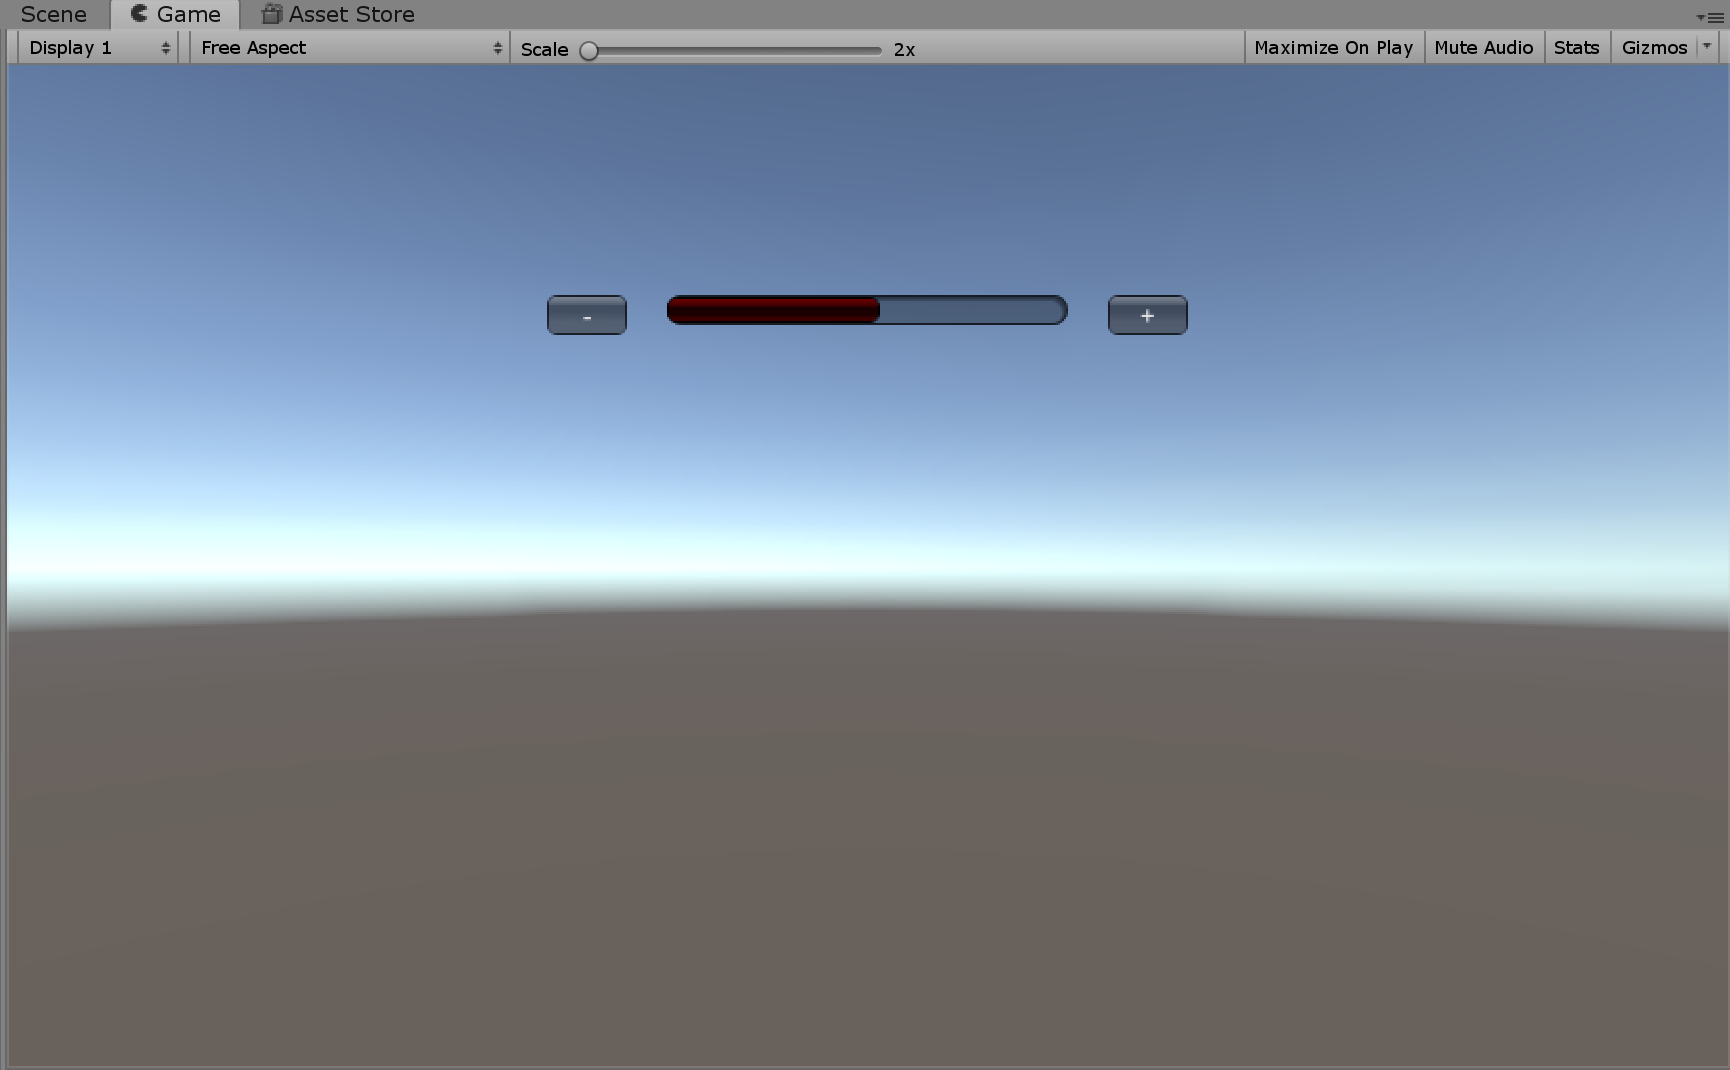 Scene Game Asset Store
Display 1 Free Aspect Scale 2x Maximize On Play Mute Audio Stats Gizmos
- +